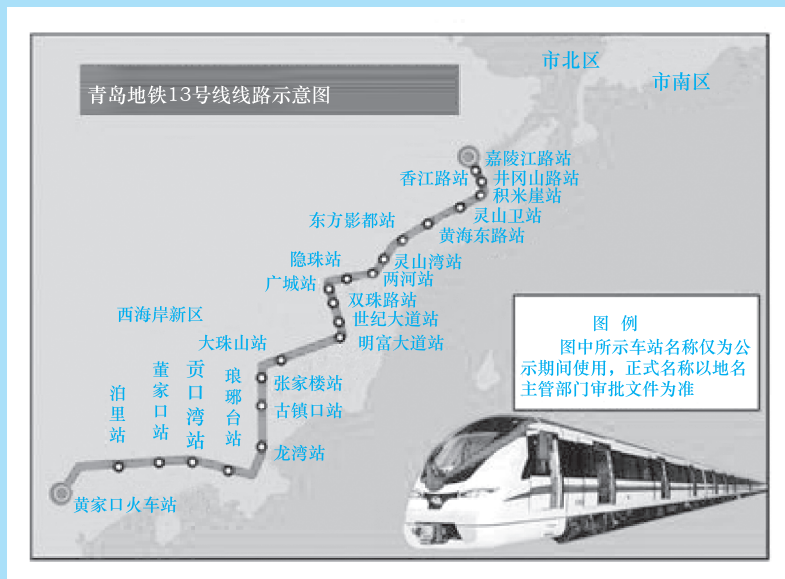 市北区
市南区
青岛地铁13号线线路示意图
嘉陵江路站
香江路站
井冈山路站
积米崖站
灵山卫站
东方影都站
黄海东路站
隐珠站
灵山湾站
广城站
两河站
双珠路站
西海岸新区
世纪大道站
大珠山站
明富大道站
张家楼站
古镇口站
龙湾站
泊里站
董家口站
贡口湾站
琅琊台站
黄家口火车站
图 例
图中所示车站名称仅为公
示期间使用，正式名称以地名
主管部门审批文件为准